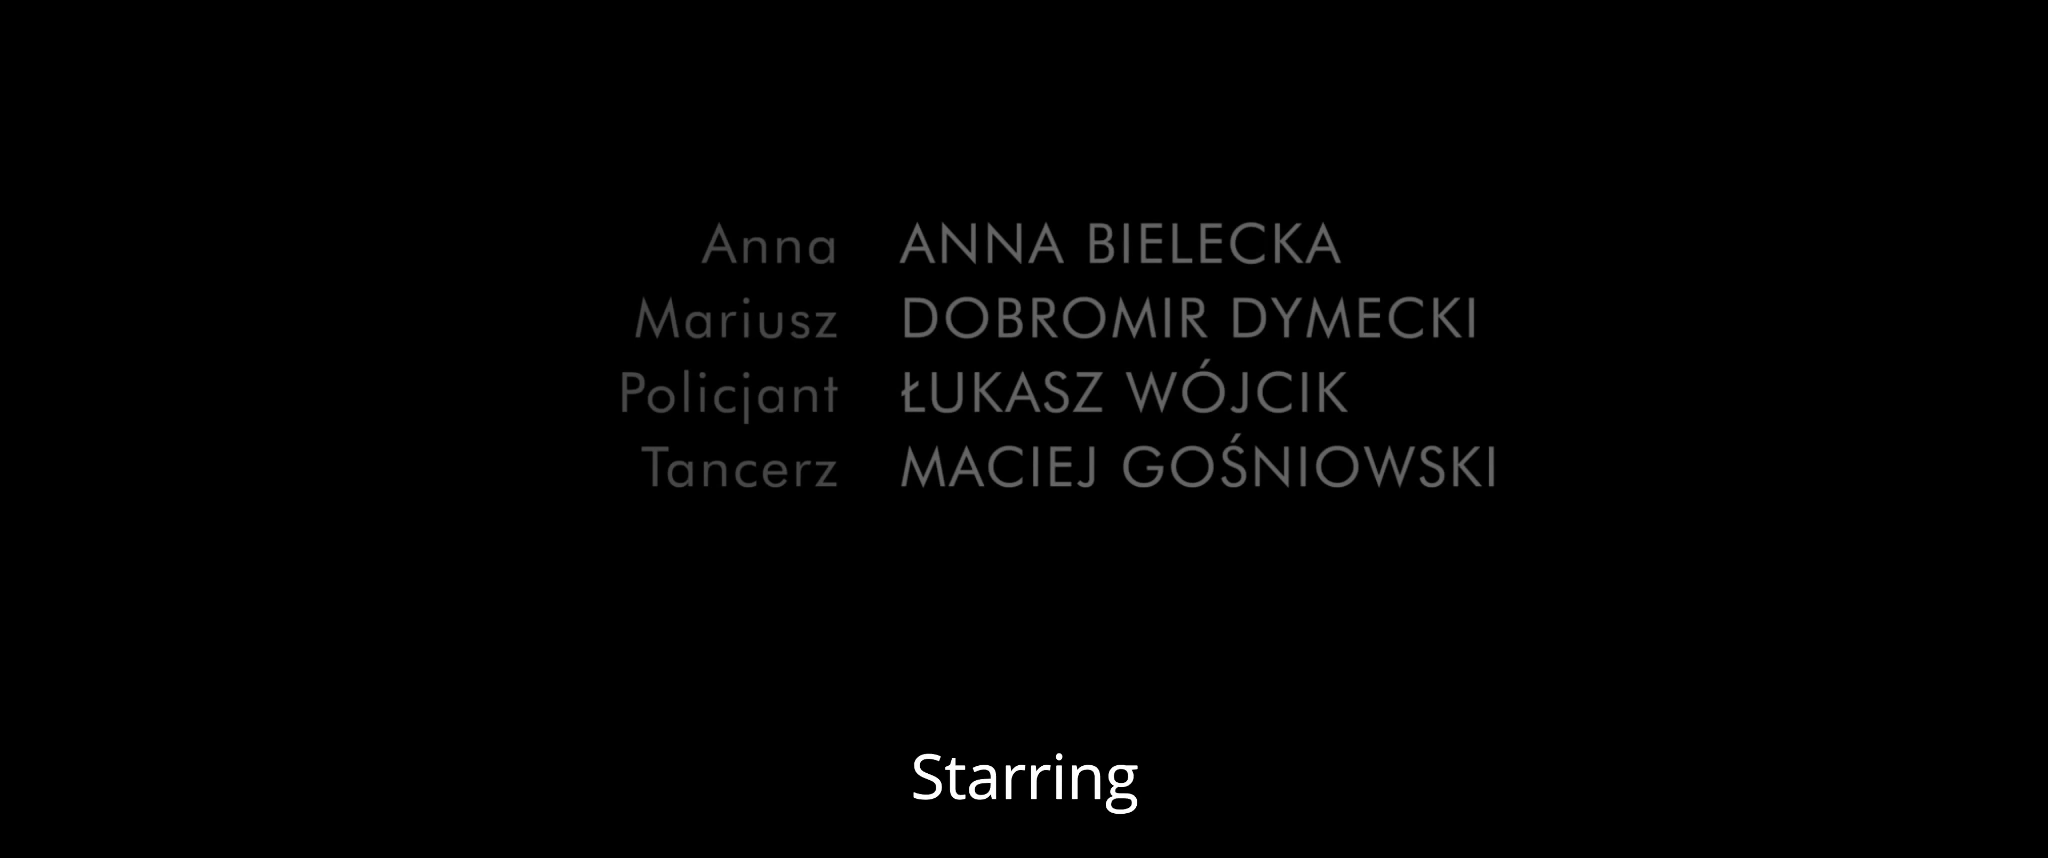 Anna ANNA BIELECKA
Mariusz DOBROMIR DYMECKI
Policjant ŁUKASZ WÓJCIK
Tancerz MACIEJ GOŚNIOWSKI
Starring